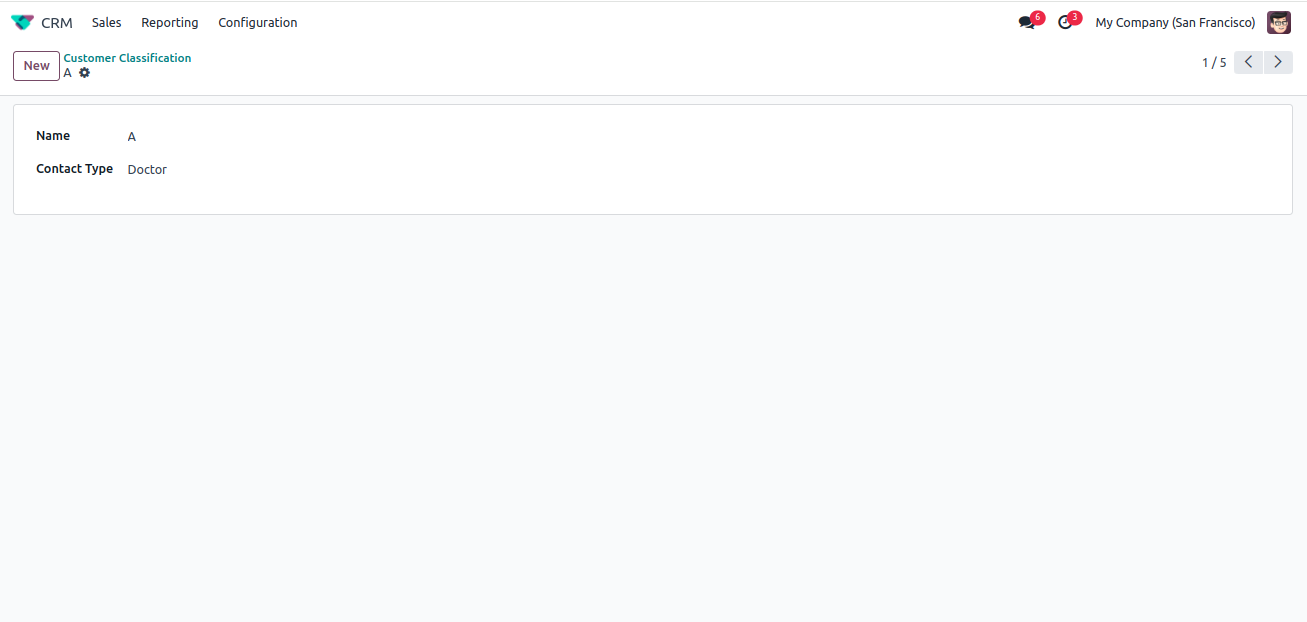 CRM Sales Reporting Configuration 6 3 My Company (San Francisco)
New Customer Classification 1 / 5
A
Name A
Contact Type Doctor